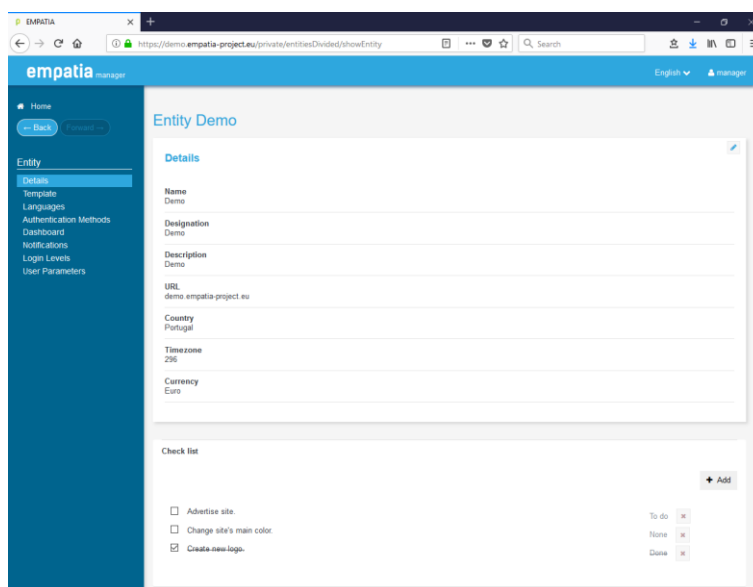 EMPATIA
https://demo.empatia-project.eu/private/entitiesDivided/showEntity
Search
empatia manager
English
manager
Home
← Back
Forward →
Entity
Details
Template
Languages
Authentication Methods
Dashboard
Notifications
Login Levels
User Parameters
Entity Demo
Details
Name
Demo
Designation
Demo
Description
Demo
URL
demo.empatia-project.eu
Country
Portugal
Timezone
296
Currency
Euro
Check list
+ Add
Advertise site. To do
Change site's main color. None
Create new logo. Done